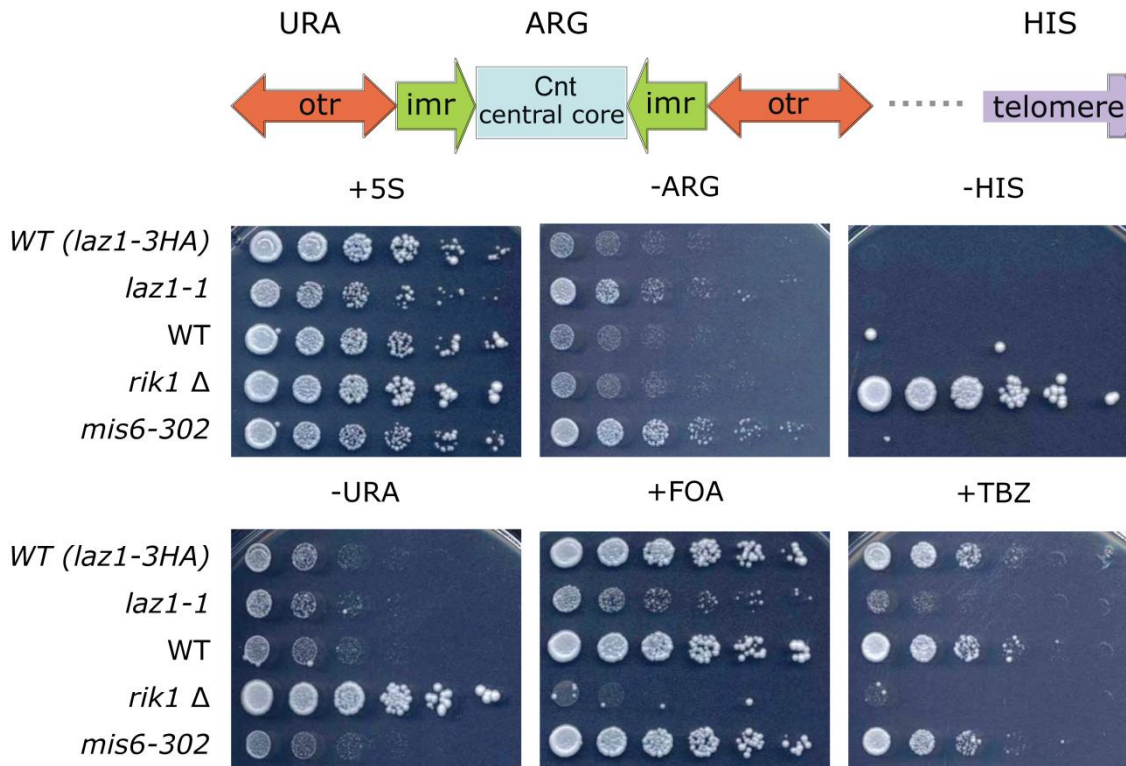 URA ARG HIS
otr imr Cnt central core imr otr telomere
+5S -ARG -HIS
WT (laz1-3HA)
laz1-1
WT
rik1 Δ
mis6-302
-URA +FOA +TBZ
WT (laz1-3HA)
laz1-1
WT
rik1 Δ
mis6-302